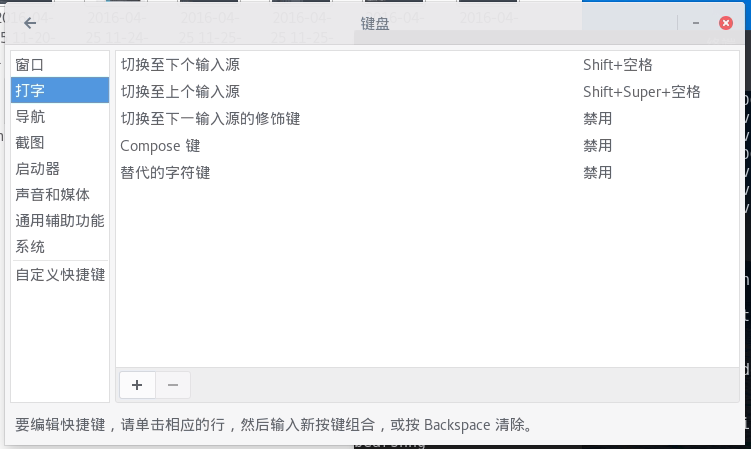 键盘
窗口
打字
导航
截图
启动器
声音和媒体
通用辅助功能
系统
自定义快捷键
切换至下个输入源 Shift+空格
切换至上个输入源 Shift+Super+空格
切换至下一输入源的修饰键 禁用
Compose 键 禁用
替代的字符键 禁用
要编辑快捷键，请单击相应的行，然后输入新按键组合，或按 Backspace 清除。